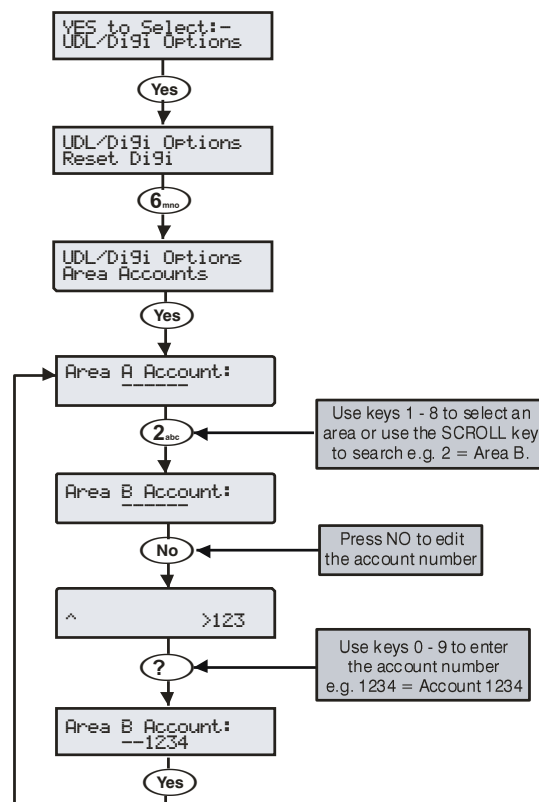 YES to Select:-
UDL/Digi Options
Yes
UDL/Digi Options
Reset Digi
6mno
UDL/Digi Options
Area Accounts
Yes
Area A Account:
------
2abc
Use keys 1 - 8 to select an
area or use the SCROLL key
to search e.g. 2 = Area B.
Area B Account:
------
No
Press NO to edit
the account number
^ >123
?
Use keys 0 - 9 to enter
the account number
e.g. 1234 = Account 1234
Area B Account:
--1234
Yes